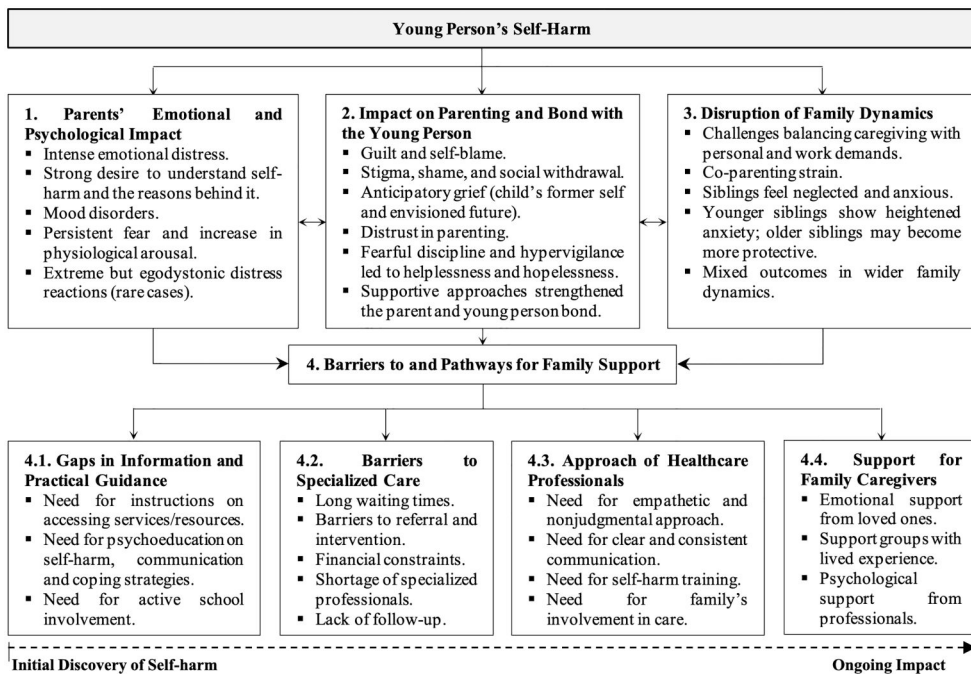 Young Person's Self-Harm
1. Parents' Emotional and
Psychological Impact
▪ Intense emotional distress.
▪ Strong desire to understand self-
harm and the reasons behind it.
▪ Mood disorders.
▪ Persistent fear and increase in
physiological arousal.
▪ Extreme but egodystonic distress
reactions (rare cases).
2. Impact on Parenting and Bond with
the Young Person
▪ Guilt and self-blame.
▪ Stigma, shame, and social withdrawal.
▪ Anticipatory grief (child's former self
and envisioned future).
▪ Distrust in parenting.
▪ Fearful discipline and hypervigilance
led to helplessness and hopelessness.
▪ Supportive approaches strengthened
the parent and young person bond.
3. Disruption of Family Dynamics
▪ Challenges balancing caregiving with
personal and work demands.
▪ Co-parenting strain.
▪ Siblings feel neglected and anxious.
▪ Younger siblings show heightened
anxiety; older siblings may become
more protective.
▪ Mixed outcomes in wider family
dynamics.
4. Barriers to and Pathways for Family Support
4.1. Gaps in Information and
Practical Guidance
▪ Need for instructions on
accessing services/resources.
▪ Need for psychoeducation on
self-harm, communication
and coping strategies.
▪ Need for active school
involvement.
4.2. Barriers to
Specialized Care
▪ Long waiting times.
▪ Barriers to referral and
intervention.
▪ Financial constraints.
▪ Shortage of specialized
professionals.
▪ Lack of follow-up.
4.3. Approach of Healthcare
Professionals
▪ Need for empathetic and
nonjudgmental approach.
▪ Need for clear and consistent
communication.
▪ Need for self-harm training.
▪ Need for family's
involvement in care.
4.4. Support for
Family Caregivers
▪ Emotional support
from loved ones.
▪ Support groups with
lived experience.
▪ Psychological
support from
professionals.
Initial Discovery of Self-harm
Ongoing Impact